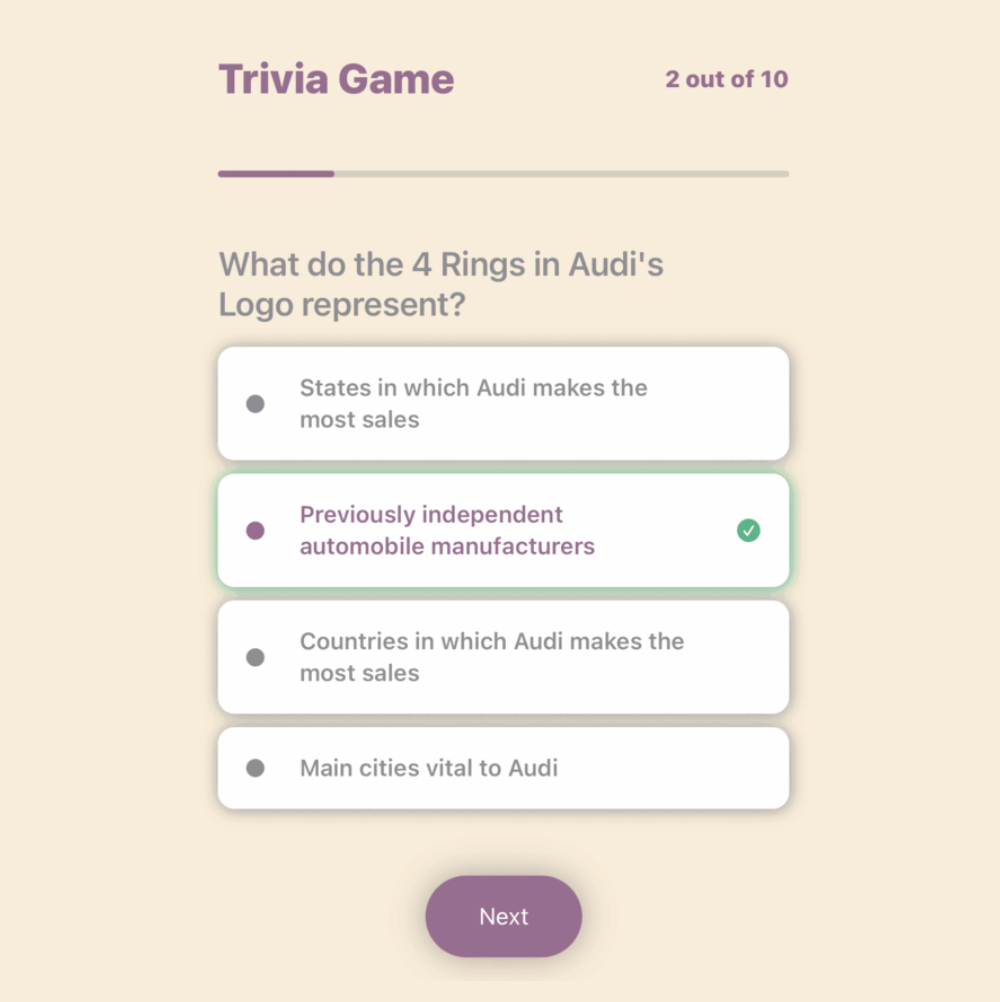 Trivia Game
2 out of 10
What do the 4 Rings in Audi's
Logo represent?
States in which Audi makes the
most sales
Previously independent
automobile manufacturers
Countries in which Audi makes the
most sales
Main cities vital to Audi
Next